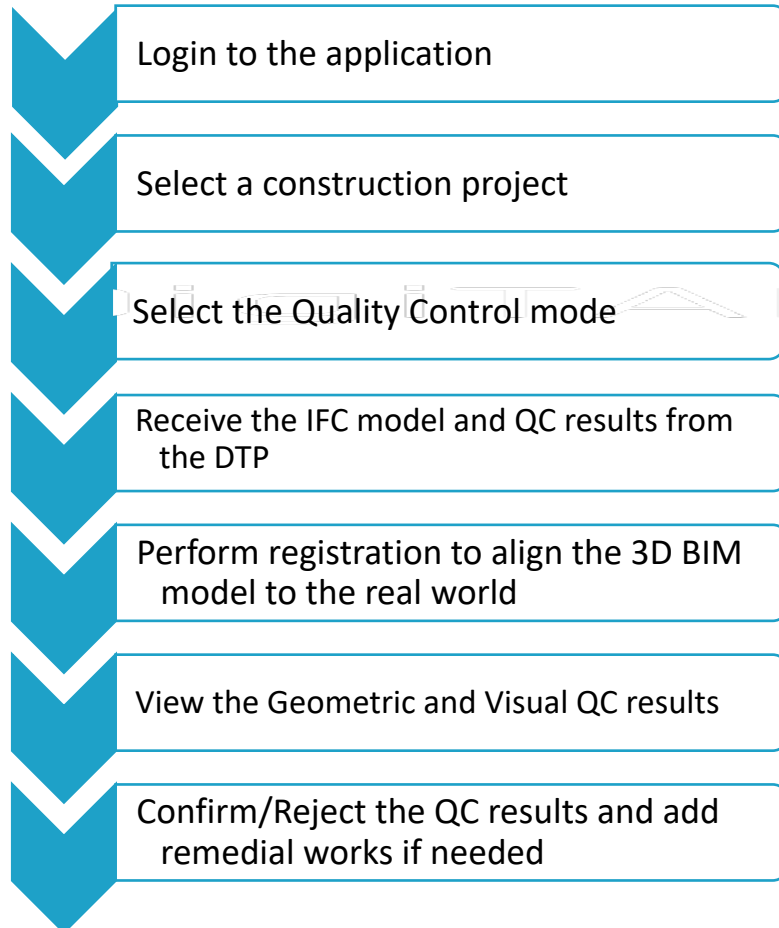 Login to the application
Select a construction project
Select the Quality Control mode
Receive the IFC model and QC results from
the DTP
Perform registration to align the 3D BIM
model to the real world
View the Geometric and Visual QC results
Confirm/Reject the QC results and add
remedial works if needed